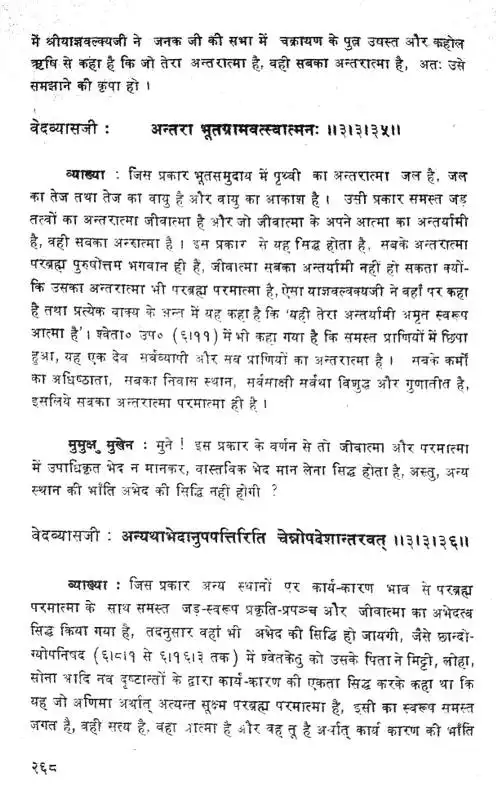 में श्रीयाज्ञवल्क्यजी ने जनक जी की सभा में चक्रायण के पुत्र उषस्त और कहोल
ऋषि से कहा है कि जो तेरा अन्तरात्मा है, वही सबका अन्तरात्मा है, अतः उसे
समझाने की कृपा हो ।
वेदव्यासजी : अन्तरा भूतग्रामवत्स्वात्मनः ॥३।३।३५॥
व्याख्या : जिस प्रकार भूतसमुदाय में पृथ्वी का अन्तरात्मा जल है, जल
का तेज तथा तेज का वायु है और वायु का आकाश है । उसी प्रकार समस्त जड़
तत्वों का अन्तरात्मा जीवात्मा है और जो जीवात्मा के अपने आत्मा का अन्तर्यामी
है, वही सबका अन्तरात्मा है । इस प्रकार से यह सिद्ध होता है, सबके अन्तरात्मा
परब्रह्म पुरुषोत्तम भगवान ही हैं, जीवात्मा सबका अन्तर्यामी नहीं हो सकता क्यों-
कि उसका अन्तरात्मा भी परब्रह्म परमात्मा है, ऐसा याज्ञवल्वक्यजी ने वहाँ पर कहा
है तथा प्रत्येक वाक्य के अन्त में यह कहा है कि 'यही तेरा अन्तर्यामी अमृत स्वरूप
आत्मा है' । श्वेता० उप० (६।११) में भी कहा गया है कि समस्त प्राणियों में छिपा
हुआ, यह एक देव सर्वव्यापी और सब प्राणियों का अन्तरात्मा है । सबके कर्मों
का अधिष्ठाता, सबका निवास स्थान, सर्वसाक्षी सर्वथा विशुद्ध और गुणातीत है,
इसलिये सबका अन्तरात्मा परमात्मा ही है ।
मुमुक्षु मुखेन : मुने ! इस प्रकार के वर्णन से तो जीवात्मा और परमात्मा
में उपाधिकृत भेद न मानकर, वास्तविक भेद मान लेना सिद्ध होता है, अस्तु, अन्य
स्थान की भाँति अभेद की सिद्धि नहीं होगी ?
वेदव्यासजी : अन्यथाभेदानुपपत्तिरिति चेन्नोपदेशान्तरवत् ॥३।३।३६॥
व्याख्या : जिस प्रकार अन्य स्थानों पर कार्य-कारण भाव से परब्रह्म
परमात्मा के साथ समस्त जड़-स्वरूप प्रकृति-प्रपञ्च और जीवात्मा का अभेदत्व
सिद्ध किया गया है, तदनुसार वहां भी अभेद की सिद्धि हो जायगी, जैसे छान्दो-
ग्योपनिषद (६।८।१ से ६।१६।३ तक) में श्वेतकेतु को उसके पिता ने मिट्टी, लोहा,
सोना आदि नव दृष्टान्तों के द्वारा कार्य-कारण की एकता सिद्ध करके कहा था कि
यह जो अणिमा अर्थात् अत्यन्त सूक्ष्म परब्रह्म परमात्मा है, इसी का स्वरूप समस्त
जगत है, वही सत्य है, वहा आत्मा है और वह तू है अर्थात् कार्य कारण की भाँति
२६८